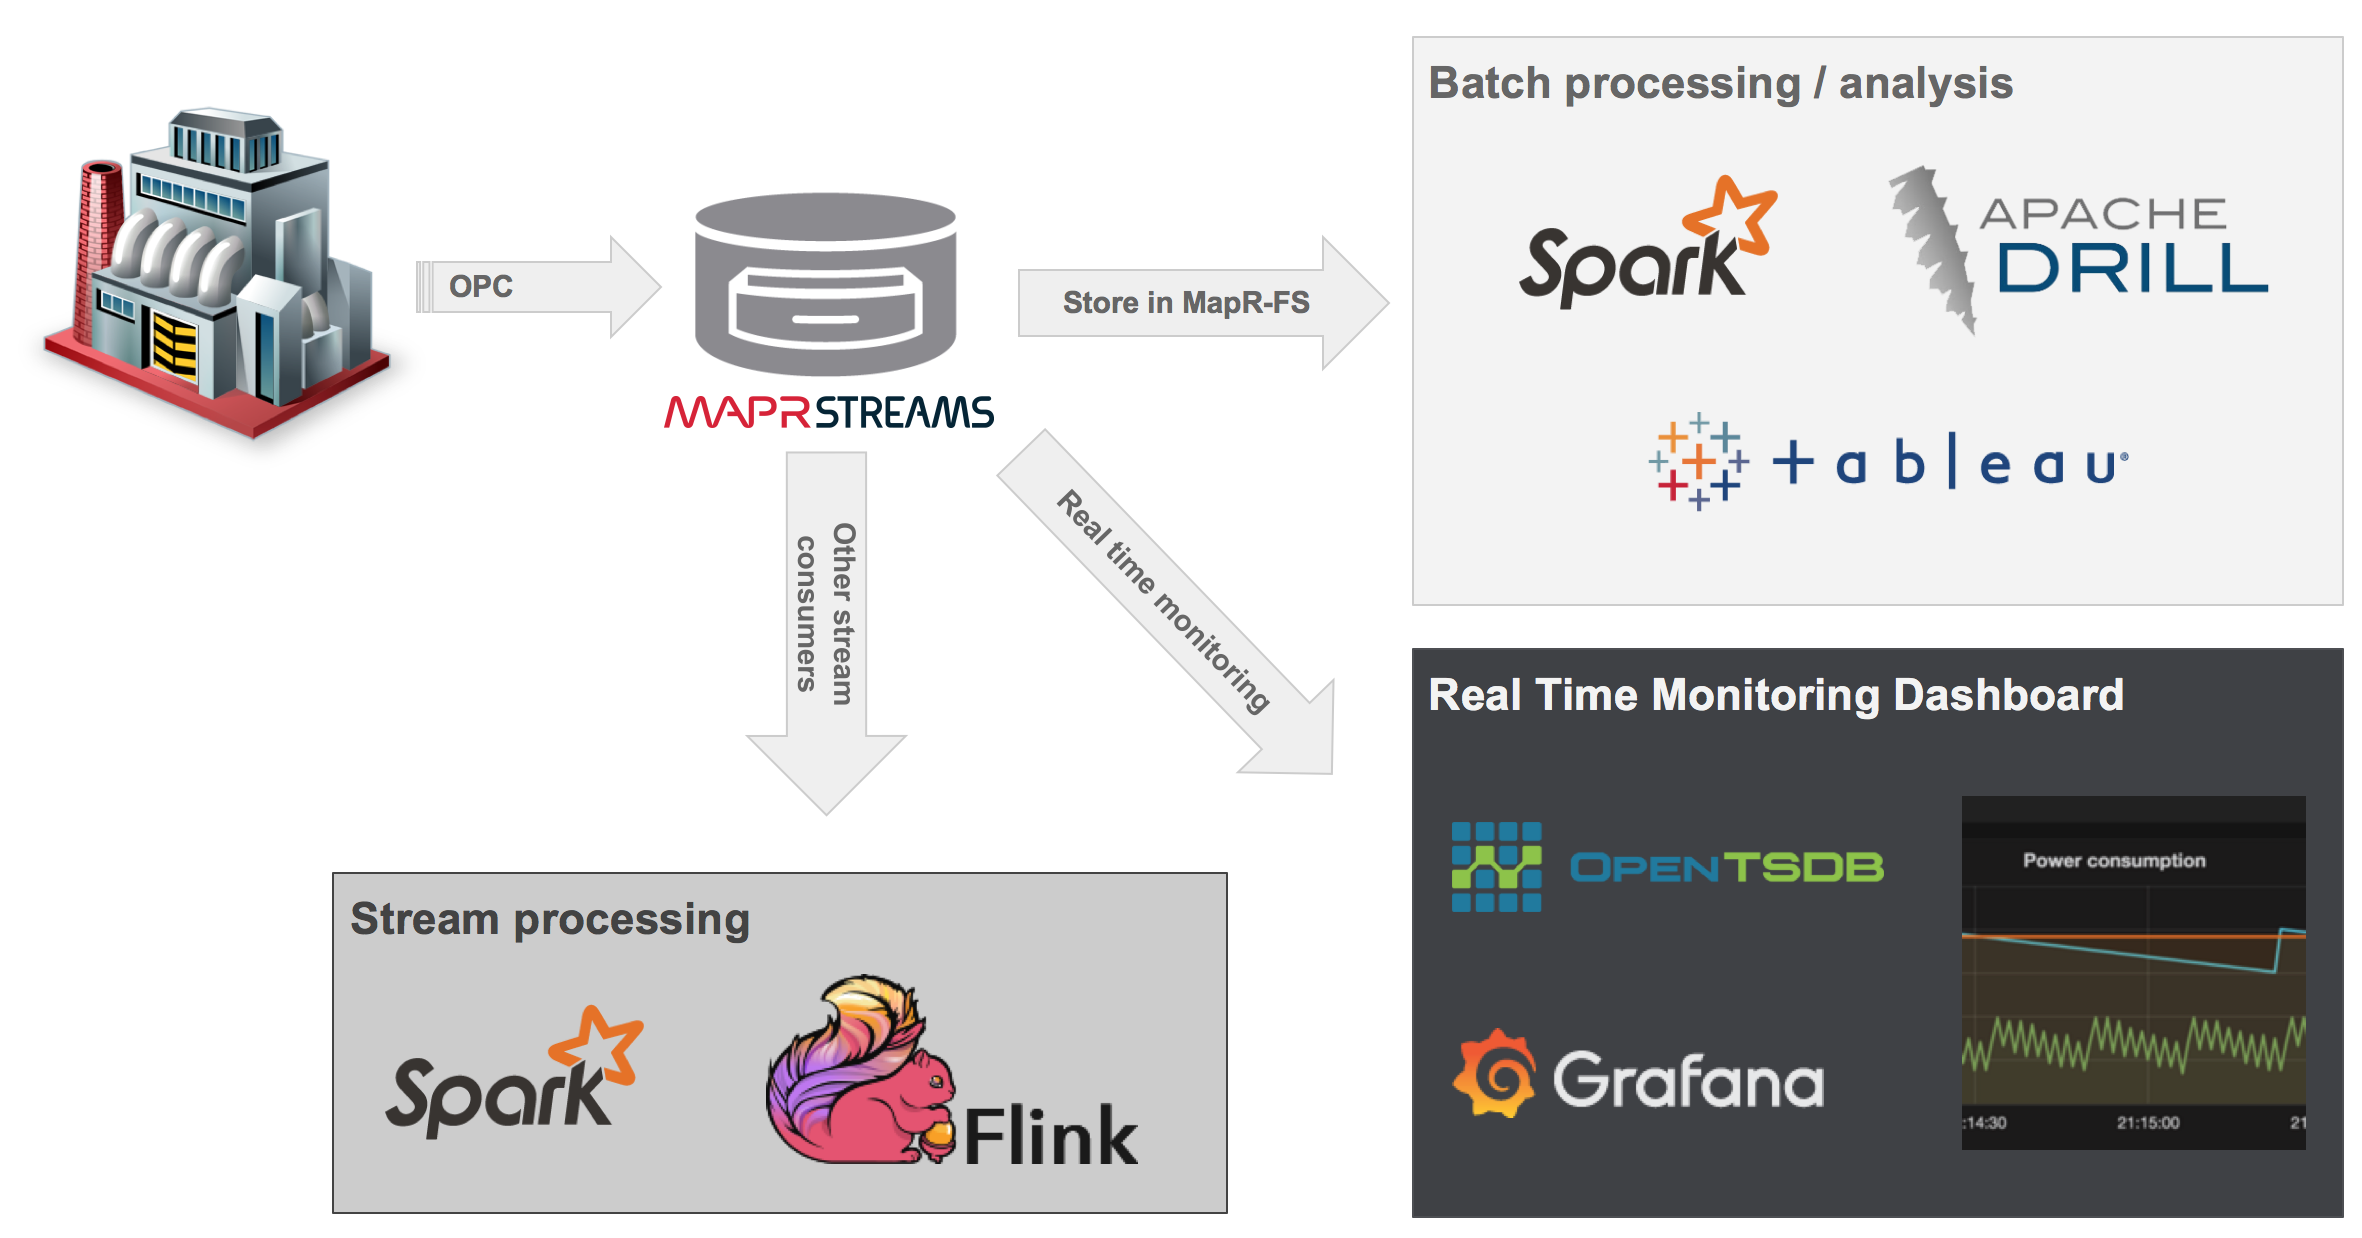 OPC
MAPR STREAMS
Store in MapR-FS
Other stream
consumers
Real time monitoring
Batch processing / analysis
Spark
APACHE
DRILL
+ableau®
Real Time Monitoring Dashboard
OPENTSDB
Grafana
Power consumption
:14:30 21:15:00 21
Stream processing
Spark
Flink